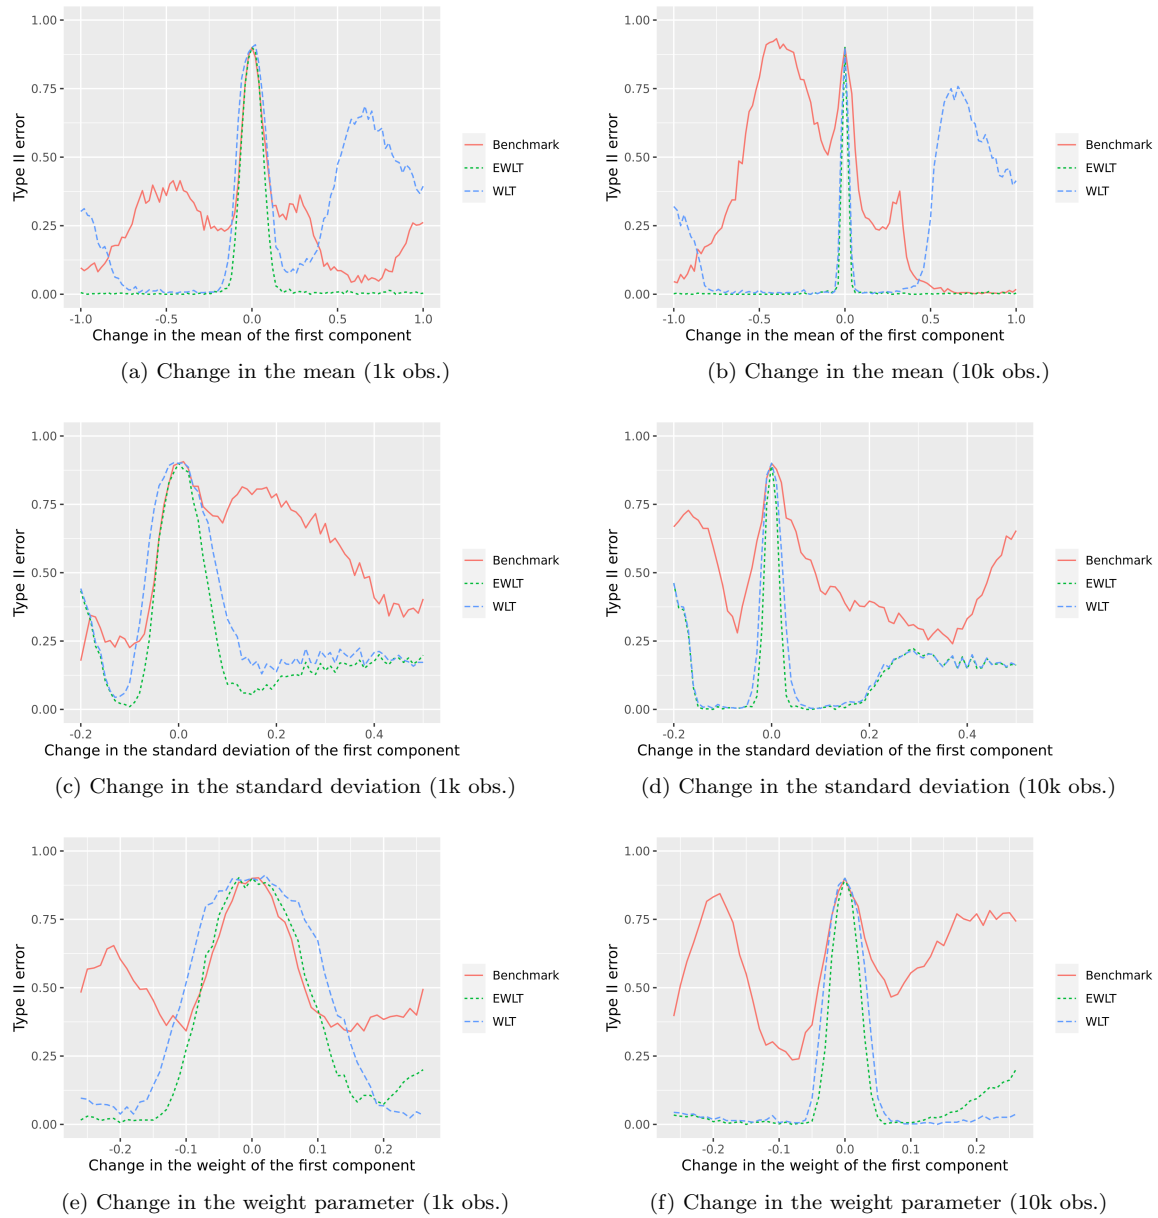 1.00
0.75
0.50
0.25
0.00
Type II error
-1.0 -0.5 0.0 0.5 1.0
Change in the mean of the first component
Benchmark
EWLT
WLT
(a) Change in the mean (1k obs.)
1.00
0.75
0.50
0.25
0.00
Type II error
-1.0 -0.5 0.0 0.5 1.0
Change in the mean of the first component
Benchmark
EWLT
WLT
(b) Change in the mean (10k obs.)
1.00
0.75
0.50
0.25
0.00
Type II error
-0.2 0.0 0.2 0.4
Change in the standard deviation of the first component
Benchmark
EWLT
WLT
(c) Change in the standard deviation (1k obs.)
1.00
0.75
0.50
0.25
0.00
Type II error
-0.2 0.0 0.2 0.4
Change in the standard deviation of the first component
Benchmark
EWLT
WLT
(d) Change in the standard deviation (10k obs.)
1.00
0.75
0.50
0.25
0.00
Type II error
-0.2 -0.1 0.0 0.1 0.2
Change in the weight of the first component
Benchmark
EWLT
WLT
(e) Change in the weight parameter (1k obs.)
1.00
0.75
0.50
0.25
0.00
Type II error
-0.2 -0.1 0.0 0.1 0.2
Change in the weight of the first component
Benchmark
EWLT
WLT
(f) Change in the weight parameter (10k obs.)